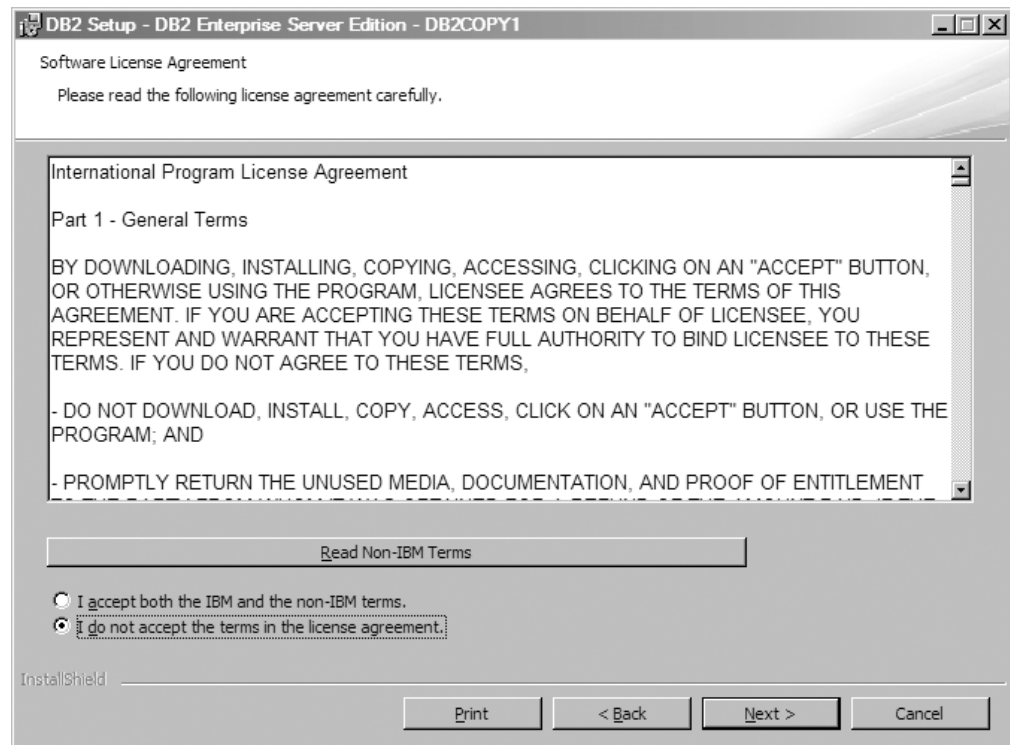 DB2 Setup - DB2 Enterprise Server Edition - DB2COPY1
Software License Agreement
Please read the following license agreement carefully.
International Program License Agreement
Part 1 - General Terms
BY DOWNLOADING, INSTALLING, COPYING, ACCESSING, CLICKING ON AN "ACCEPT" BUTTON,
OR OTHERWISE USING THE PROGRAM, LICENSEE AGREES TO THE TERMS OF THIS
AGREEMENT. IF YOU ARE ACCEPTING THESE TERMS ON BEHALF OF LICENSEE, YOU
REPRESENT AND WARRANT THAT YOU HAVE FULL AUTHORITY TO BIND LICENSEE TO THESE
TERMS. IF YOU DO NOT AGREE TO THESE TERMS,
- DO NOT DOWNLOAD, INSTALL, COPY, ACCESS, CLICK ON AN "ACCEPT" BUTTON, OR USE THE
PROGRAM; AND
- PROMPTLY RETURN THE UNUSED MEDIA, DOCUMENTATION, AND PROOF OF ENTITLEMENT
Read Non-IBM Terms
I accept both the IBM and the non-IBM terms.
I do not accept the terms in the license agreement.
InstallShield
Print < Back Next > Cancel